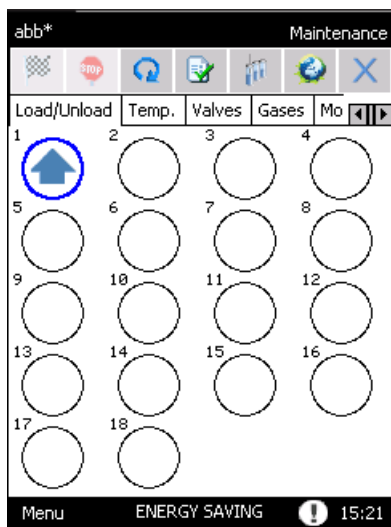 abb* Maintenance
STOP
Load/Unload Temp. Valves Gases Mo
1 2 3 4
5 6 7 8
9 10 11 12
13 14 15 16
17 18
Menu ENERGY SAVING ! 15:21